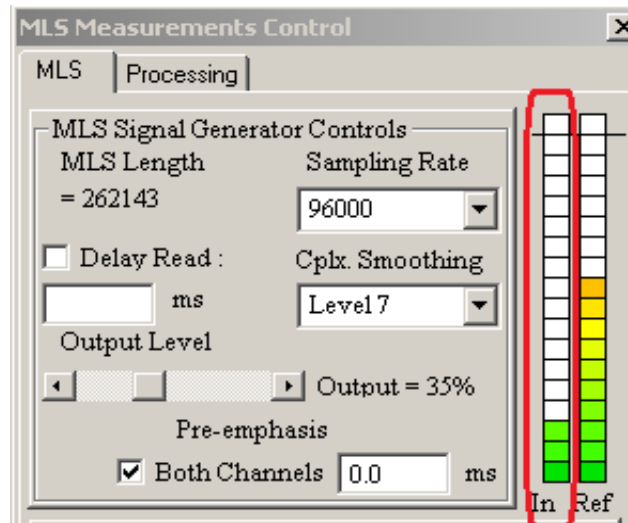 MLS Measurements Control
MLS
Processing
MLS Signal Generator Controls
MLS Length
= 262143
Sampling Rate
96000
Delay Read :
ms
Cplx. Smoothing
Level 7
Output Level
Output = 35%
Pre-emphasis
Both Channels
0.0
ms
In
Ref